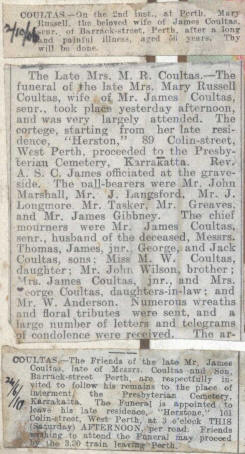 COULTAS.—On the 2nd inst., at Perth, Mary
Russell, the beloved wife of James Coultas,
senr., of Barrack-street, Perth, after a long
and painful illness, aged 56 years. Thy
will be done.
The Late Mrs. M. R. Coultas.—The
funeral of the late Mrs. Mary Russell
Coultas, wife of Mr. James Coultas,
senr., took place yesterday afternoon,
and was very largely attended. The
cortege, starting from her late resi-
dence, "Herston," 89 Colin-street,
West Perth, proceeded to the Presby-
terian Cemetery, Karrakatta. Rev.
A. S. C. James officiated at the grave-
side. The pall-bearers were Mr. John
Marshall, Mr. J. Langsford, Mr. J.
Longmore, Mr. Tasker, Mr. Greaves,
and Mr. James Gibbney. The chief
mourners were Mr. James Coultas,
senr., husband of the deceased, Messrs.
Thomas, James, jnr., George, and Jack
Coultas, sons; Miss M. W. Coultas,
daughter; Mr. John Wilson, brother;
Mrs. James Coultas, jnr., and Mrs.
George Coultas, daughters-in-law; and
Mr. W. Anderson. Numerous wreaths
and floral tributes were sent, and a
large number of letters and telegrams
of condolence were received. The ar-
COULTAS.—The Friends of the late Mr. James
Coultas, late of Messrs. Coultas and Son,
Barrack-street, Perth, are respectfully in-
vited to follow his remains to the place of
interment, the Presbyterian Cemetery,
Karrakatta. The Funeral is appointed to
leave his late residence, "Herstone," 101
Colin-street, West Perth, at 3 o'clock THIS
(Saturday) AFTERNOON, per road. Friends
wishing to attend the Funeral may proceed
by the 3.30 train leaving Perth.